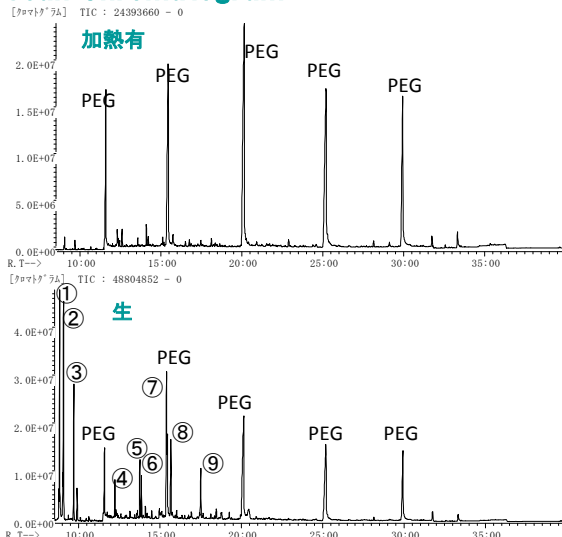 [クロマトグラム] TIC : 24393660 - 0
加熱有
PEG PEG PEG PEG PEG
2.0E+07
1.5E+07
1.0E+07
5.0E+06
0.0E+00
R.T--> 10:00 15:00 20:00 25:00 30:00 35:00
[クロマトグラム] TIC : 48804852 - 0
生
① ② ③ PEG ④ ⑤ ⑥ ⑦ PEG ⑧ ⑨ PEG PEG PEG
4.0E+07
3.0E+07
2.0E+07
1.0E+07
0.0E+00
R.T--> 10:00 15:00 20:00 25:00 30:00 35:00